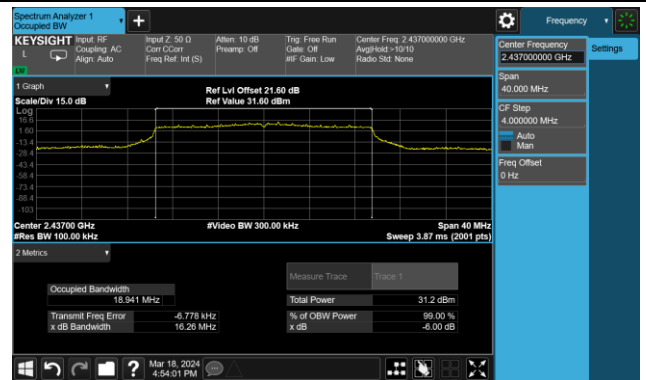 Spectrum Analyzer 1
Occupied BW
Frequency
KEYSIGHT Input: RF Input Z: 50 Ω Atten: 10 dB Trig: Free Run Center Freq: 2.437000000 GHz
L Coupling: AC Corr CCorr Preamp: Off Gate: Off Avg|Hold:>10/10
Align: Auto Freq Ref: Int (S) #IF Gain: Low Radio Std: None
LW
Center Frequency
2.437000000 GHz
Settings
Span
40.000 MHz
CF Step
4.000000 MHz
Auto
Man
Freq Offset
0 Hz
1 Graph
Ref Lvl Offset 21.60 dB
Scale/Div 15.0 dB Ref Value 31.60 dBm
Log
16.6
1.60
-13.4
-28.4
-43.4
-58.4
-73.4
-88.4
-103
Center 2.43700 GHz #Video BW 300.00 kHz Span 40 MHz
#Res BW 100.00 kHz Sweep 3.87 ms (2001 pts)
2 Metrics
Measure Trace Trace 1
Occupied Bandwidth
18.941 MHz Total Power 31.2 dBm
Transmit Freq Error -6.778 kHz % of OBW Power 99.00 %
x dB Bandwidth 16.26 MHz x dB -6.00 dB
? Mar 18, 2024
4:54:01 PM